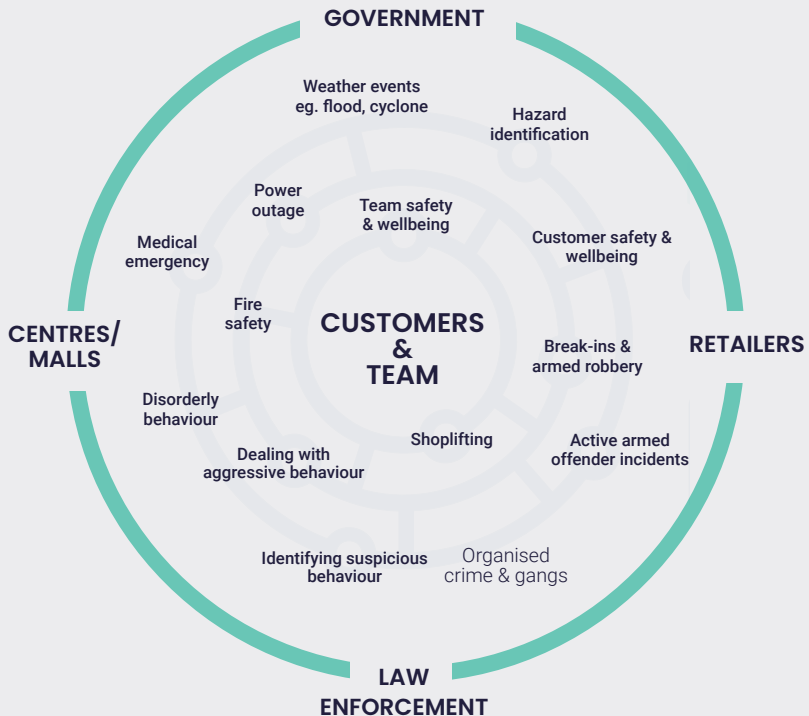 GOVERNMENT
Weather events
eg. flood, cyclone
Hazard
identification
Power
outage
Team safety
& wellbeing
Medical
emergency
Customer safety &
wellbeing
Fire
safety
CENTRES/
MALLS
CUSTOMERS
&
TEAM
Break-ins &
armed robbery
RETAILERS
Disorderly
behaviour
Dealing with
aggressive behaviour
Shoplifting
Active armed
offender incidents
Identifying suspicious
behaviour
Organised
crime & gangs
LAW
ENFORCEMENT